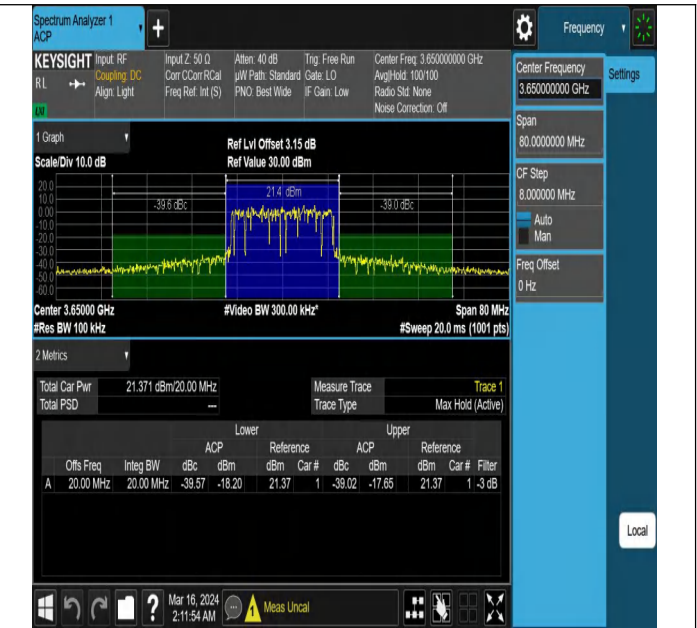 Spectrum Analyzer 1
ACP
Frequency
KEYSIGHT
RL
Input: RF
Coupling: DC
Align: Light
Input Z: 50 Ω
Corr CCorr RCal
Freq Ref: Int (S)
Atten: 40 dB
µW Path: Standard
PNO: Best Wide
Trig: Free Run
Gate: LO
IF Gain: Low
Center Freq: 3.650000000 GHz
Avg|Hold: 100/100
Radio Std: None
Noise Correction: Off
LXI
1 Graph
Scale/Div 10.0 dB
Ref Lvl Offset 3.15 dB
Ref Value 30.00 dBm
20.0
10.0
0.00
-10.0
-20.0
-30.0
-40.0
-50.0
-60.0
-39.6 dBc
21.4 dBm
-39.0 dBc
Center 3.65000 GHz
#Video BW 300.00 kHz*
Span 80 MHz
#Res BW 100 kHz
#Sweep 20.0 ms (1001 pts)
2 Metrics
Total Car Pwr 21.371 dBm/20.00 MHz
Total PSD ---
Measure Trace Trace 1
Trace Type Max Hold (Active)
Lower Upper
ACP Reference ACP Reference
Offs Freq Integ BW dBc dBm dBm Car # dBc dBm dBm Car # Filter
A 20.00 MHz 20.00 MHz -39.57 -18.20 21.37 1 -39.02 -17.65 21.37 1 -3 dB
Center Frequency
3.650000000 GHz
Settings
Span
80.0000000 MHz
CF Step
8.000000 MHz
Auto
Man
Freq Offset
0 Hz
Local
?
Mar 16, 2024
2:11:54 AM
Meas Uncal